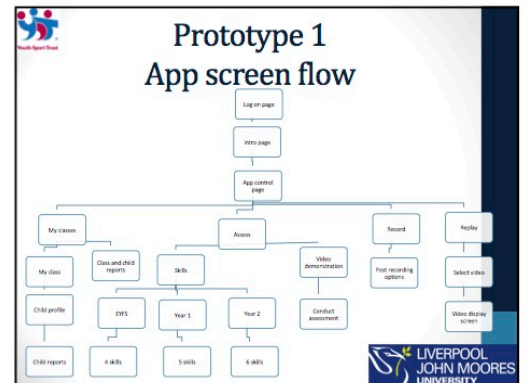 Youth Sport Trust
Prototype 1
App screen flow
Log on page
Intro page
App control
page
My classes
Assess
Record
Replay
My class
Class and child
reports
Skills
Video
demonstration
Post recording
options
Select video
Child profile
EYFS
Year 1
Year 2
Conduct
assessment
Video display
screen
Child reports
4 skills
5 skills
6 skills
LIVERPOOL
JOHN MOORES
UNIVERSITY